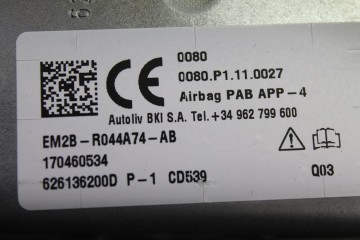 0080
CE
0080.P1.11.0027
Airbag PAB APP-4
Autoliv BKI S.A. Tel.+34 962 799 600
EM2B-R044A74-AB
170460534
626136200D P-1 CD539
Q03